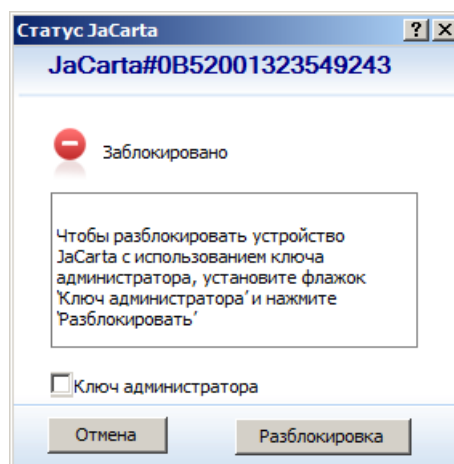 Статус JaCarta
JaCarta#0B52001323549243
Заблокировано
Чтобы разблокировать устройство
JaCarta с использованием ключа
администратора, установите флажок
'Ключ администратора' и нажмите
'Разблокировать'
Ключ администратора
Отмена Разблокировка